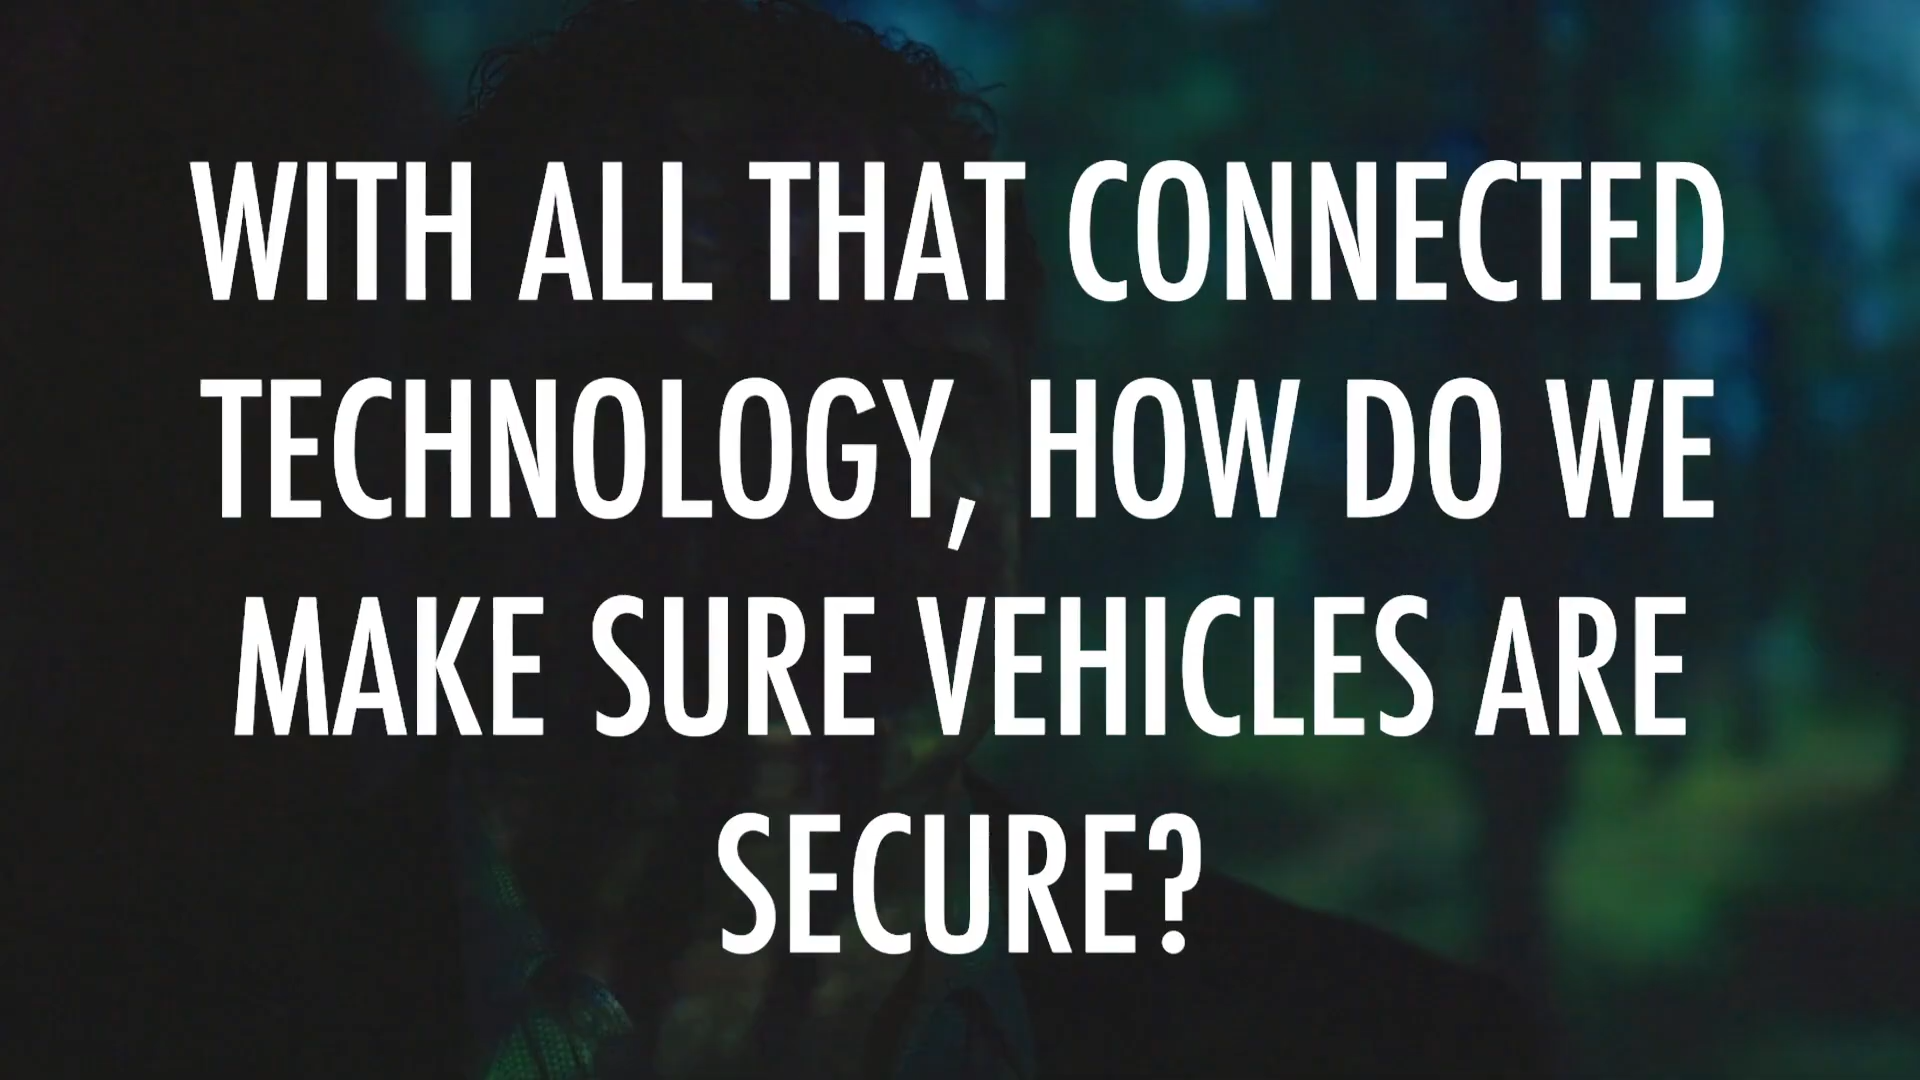 WITH ALL THAT CONNECTED
TECHNOLOGY, HOW DO WE
MAKE SURE VEHICLES ARE
SECURE?